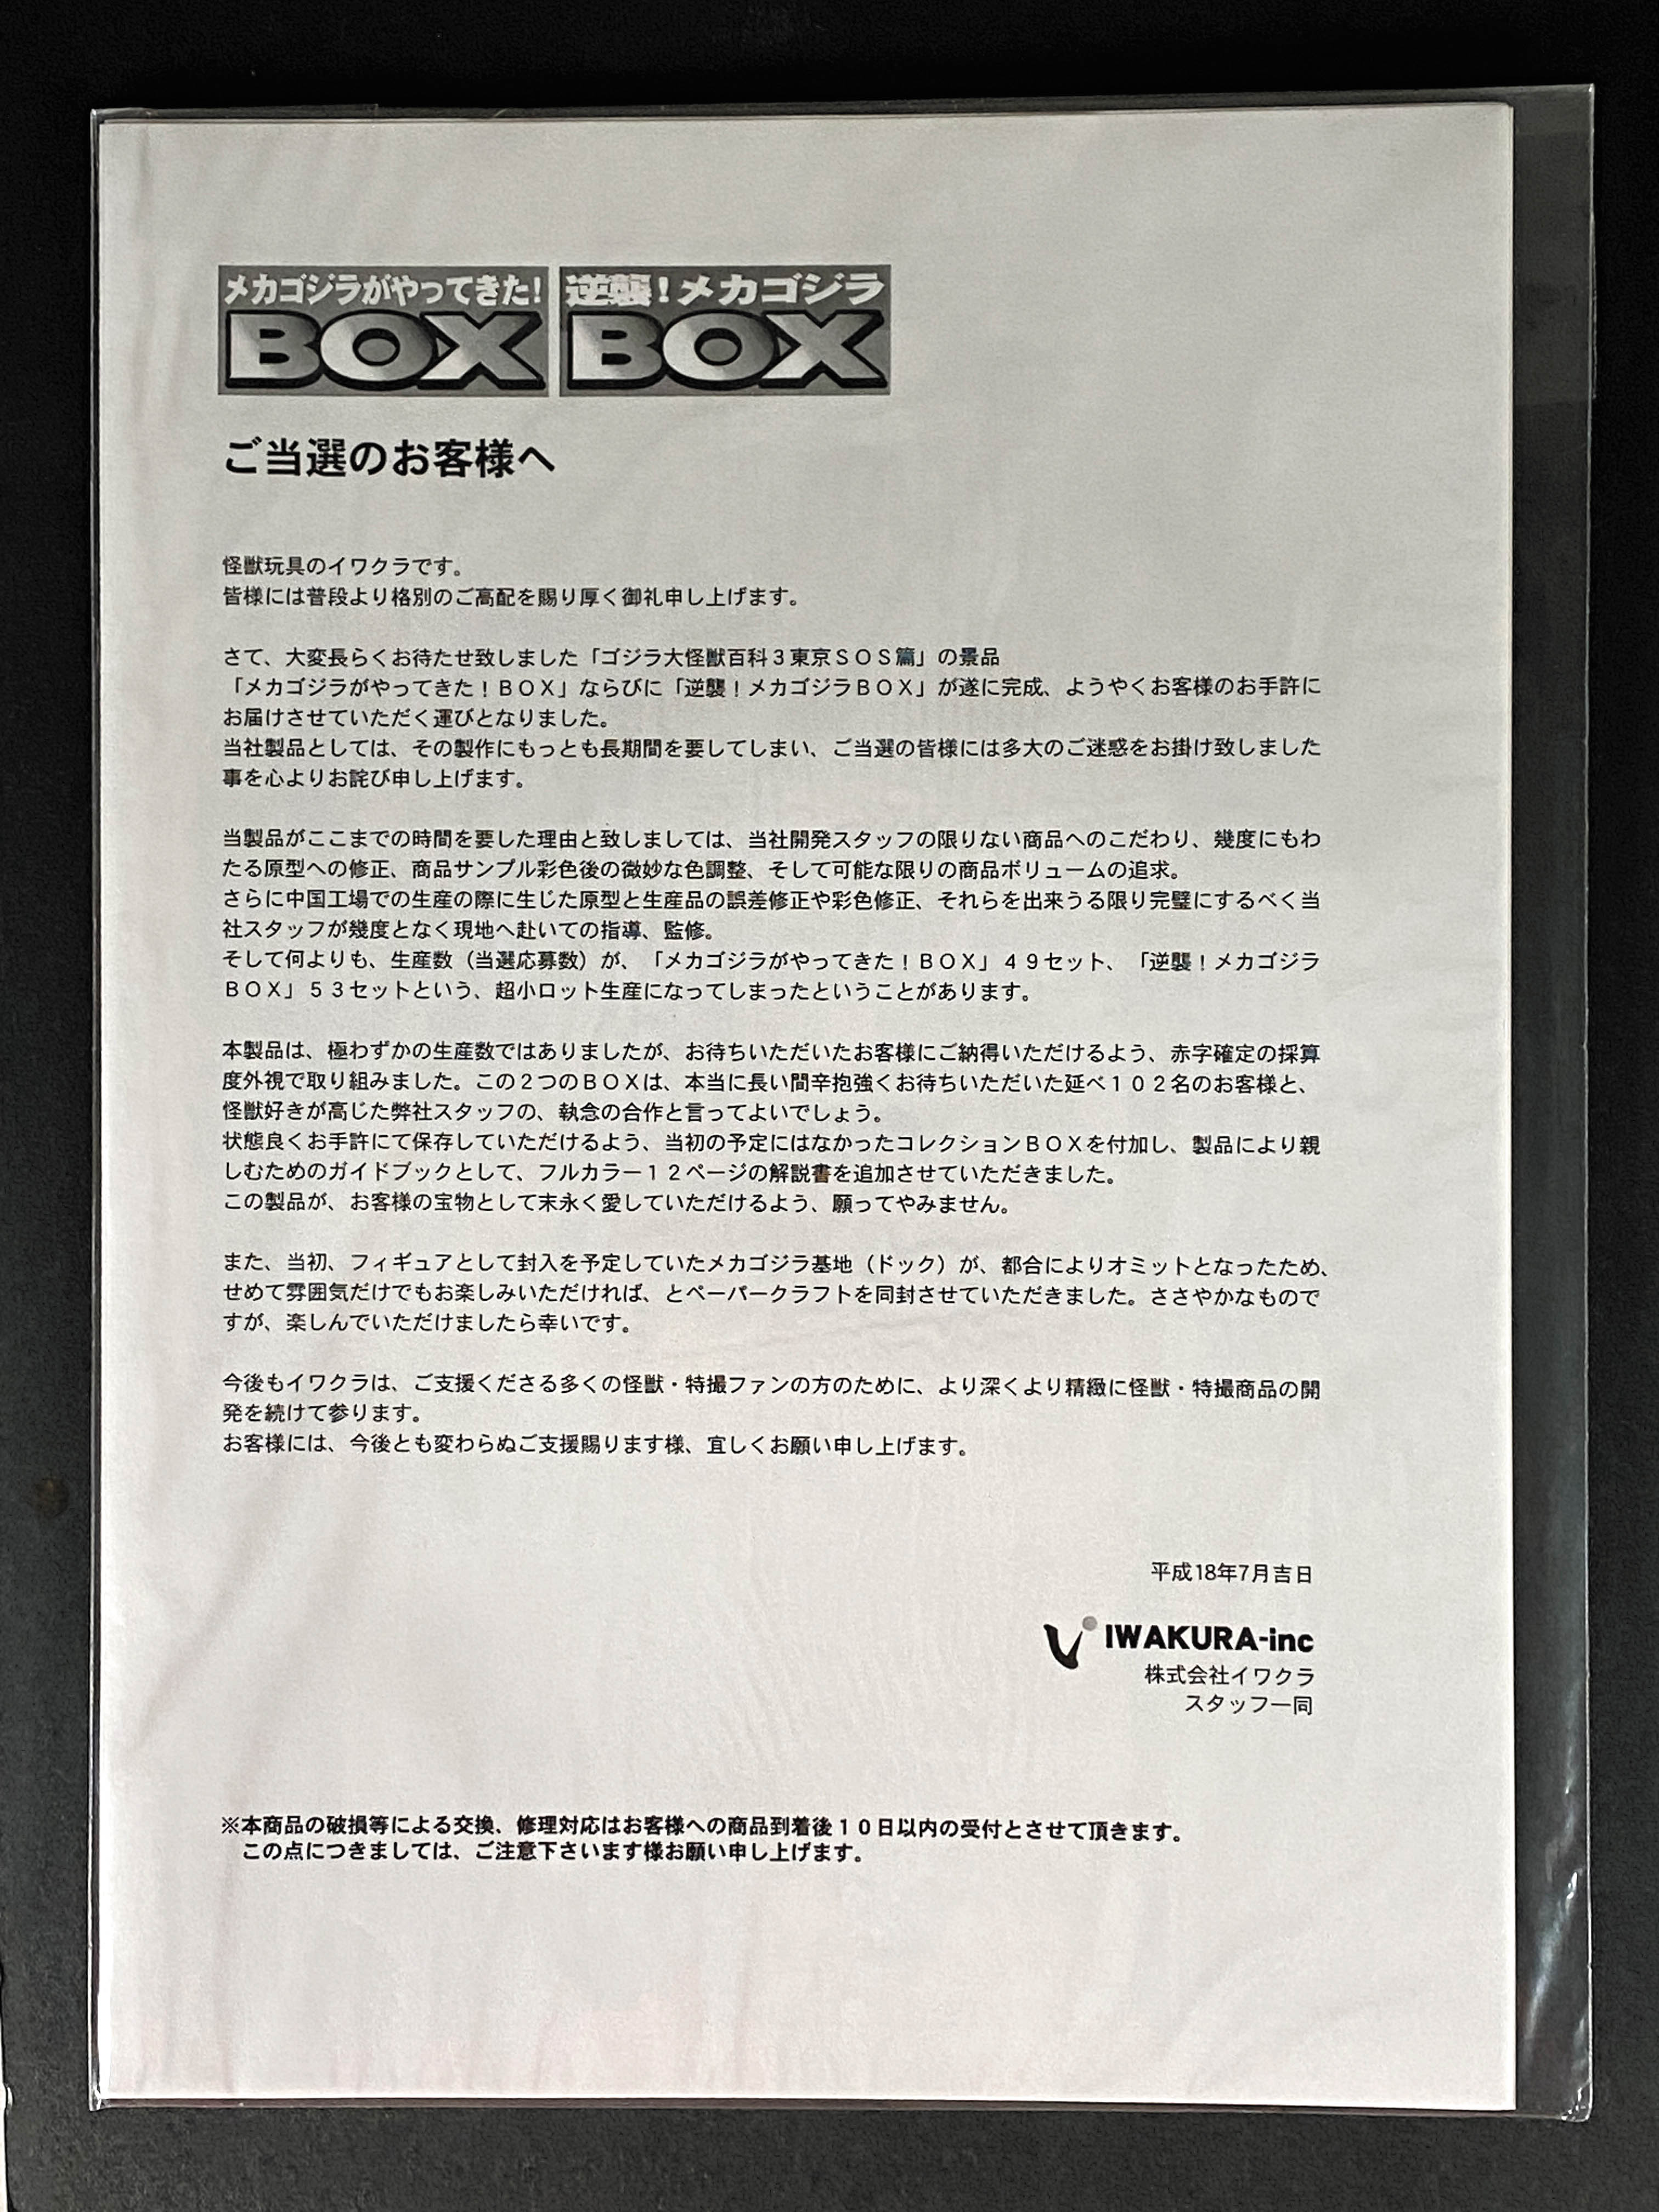 メカゴジラがやってきた!
BOX
逆襲!メカゴジラ
BOX
ご当選のお客様へ
怪獣玩具のイワクラです。
皆様には普段より格別のご高配を賜り厚く御礼申し上げます。
さて、大変長らくお待たせ致しました「ゴジラ大怪獣百科3東京SOS篇」の景品
「メカゴジラがやってきた!BOX」ならびに「逆襲!メカゴジラBOX」が遂に完成、ようやくお客様のお手許に
お届けさせていただく運びとなりました。
当社製品としては、その製作にもっとも長期間を要してしまい、ご当選の皆様には多大のご迷惑をお掛け致しました
事を心よりお詫び申し上げます。
当製品がここまでの時間を要した理由と致しましては、当社開発スタッフの限りない商品へのこだわり、幾度にもわ
たる原型への修正、商品サンプル彩色後の微妙な色調整、そして可能な限りの商品ボリュームの追求。
さらに中国工場での生産の際に生じた原型と生産品の誤差修正や彩色修正、それらを出来うる限り完璧にするべく当
社スタッフが幾度となく現地へ赴いての指導、監修。
そして何よりも、生産数(当選応募数)が、「メカゴジラがやってきた!BOX」49セット、「逆襲!メカゴジラ
BOX」53セットという、超小ロット生産になってしまったということがあります。
本製品は、極わずかの生産数ではありましたが、お待ちいただいたお客様にご納得いただけるよう、赤字確定の採算
度外視で取り組みました。この2つのBOXは、本当に長い間辛抱強くお待ちいただいた延べ102名のお客様と、
怪獣好きが高じた弊社スタッフの、執念の合作と言ってよいでしょう。
状態良くお手許にて保存していただけるよう、当初の予定にはなかったコレクションBOXを付加し、製品により親
しむためのガイドブックとして、フルカラー12ページの解説書を追加させていただきました。
この製品が、お客様の宝物として末永く愛していただけるよう、願ってやみません。
また、当初、フィギュアとして封入を予定していたメカゴジラ基地(ドック)が、都合によりオミットとなったため、
せめて雰囲気だけでもお楽しみいただければ、とペーパークラフトを同封させていただきました。ささやかなもので
すが、楽しんでいただけましたら幸いです。
今後もイワクラは、ご支援くださる多くの怪獣・特撮ファンの方のために、より深くより精緻に怪獣・特撮商品の開
発を続けて参ります。
お客様には、今後とも変わらぬご支援賜ります様、宜しくお願い申し上げます。
平成18年7月吉日
IWAKURA-inc
株式会社イワクラ
スタッフ一同
※本商品の破損等による交換、修理対応はお客様への商品到着後10日以内の受付とさせて頂きます。
この点につきましては、ご注意下さいます様お願い申し上げます。